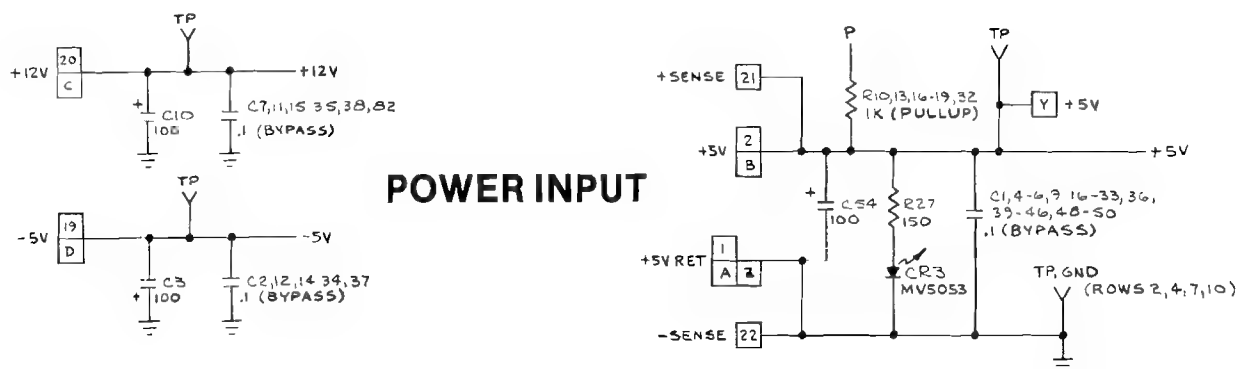 TP
20
+12V
C
+12V
+
C10
100
C7,11,15 35,38,82
.1 (BYPASS)
TP
19
-5V
D
-5V
C3
+
100
C2,12,14 34,37
.1 (BYPASS)
POWER INPUT
P
TP
+SENSE 21
R10,13,16-19,32
1K (PULLUP)
Y +5V
2
+5V
B
+5V
+
C54
100
R27
150
C1,4-6,9 16-33,36,
39-46,48-50
.1 (BYPASS)
1
+5V RET
A Z
CR3
MV5053
TP, GND
(ROWS 2,4,7,10)
-SENSE 22